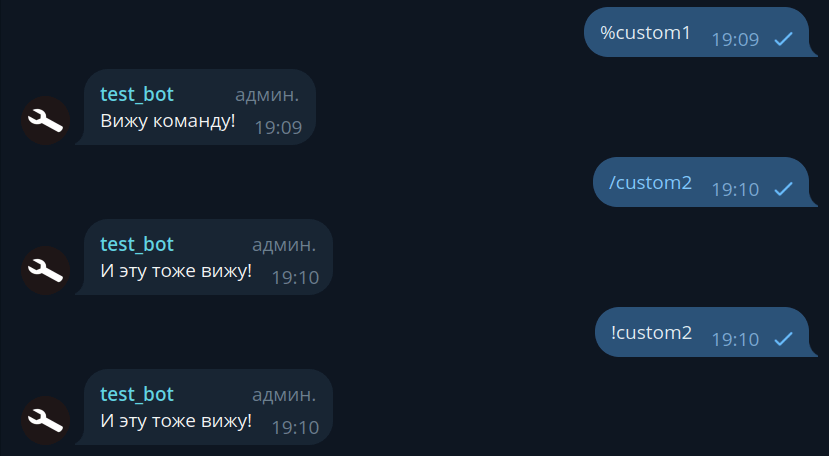 %custom1 19:09
test_bot админ.
Вижу команду! 19:09
/custom2 19:10
test_bot админ.
И эту тоже вижу! 19:10
!custom2 19:10
test_bot админ.
И эту тоже вижу! 19:10